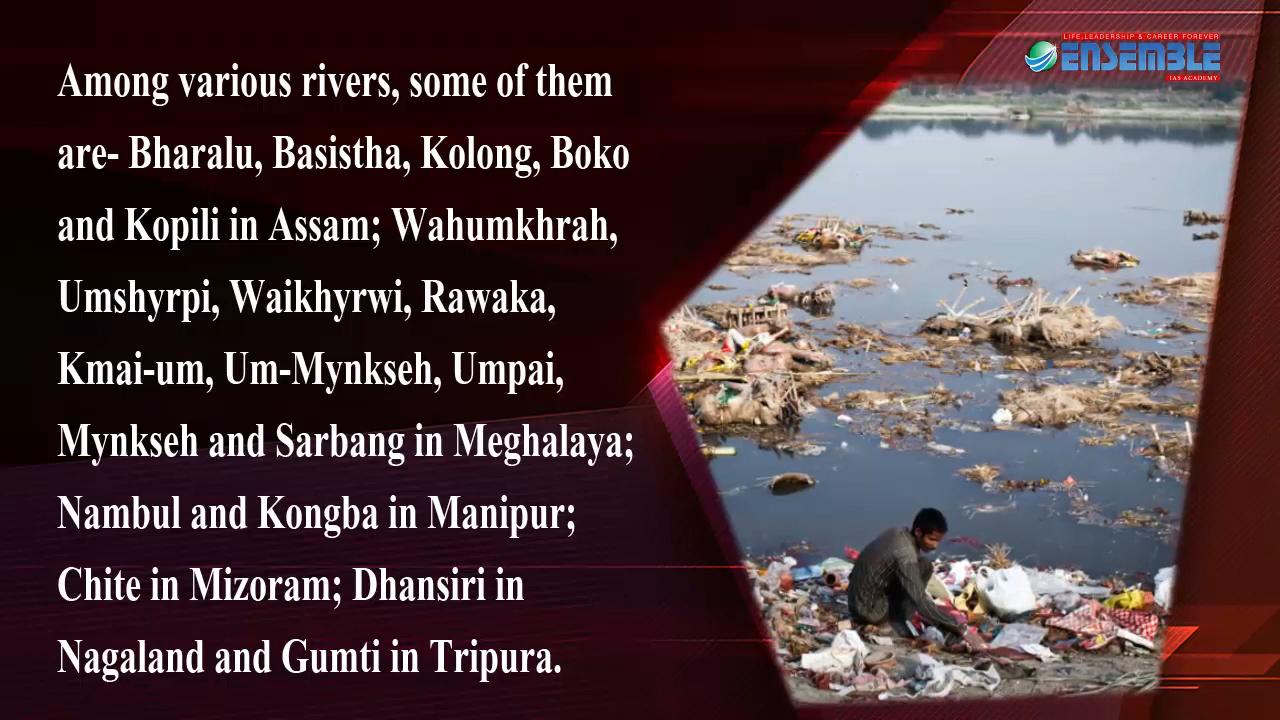 LIFE,LEADERSHIP & CAREER FOREVER
ENSEMBLE
IAS ACADEMY
Among various rivers, some of them
are- Bharalu, Basistha, Kolong, Boko
and Kopili in Assam; Wahumkhrah,
Umshyrpi, Waikhyrwi, Rawaka,
Kmai-um, Um-Mynkseh, Umpai,
Mynkseh and Sarbang in Meghalaya;
Nambul and Kongba in Manipur;
Chite in Mizoram; Dhansiri in
Nagaland and Gumti in Tripura.